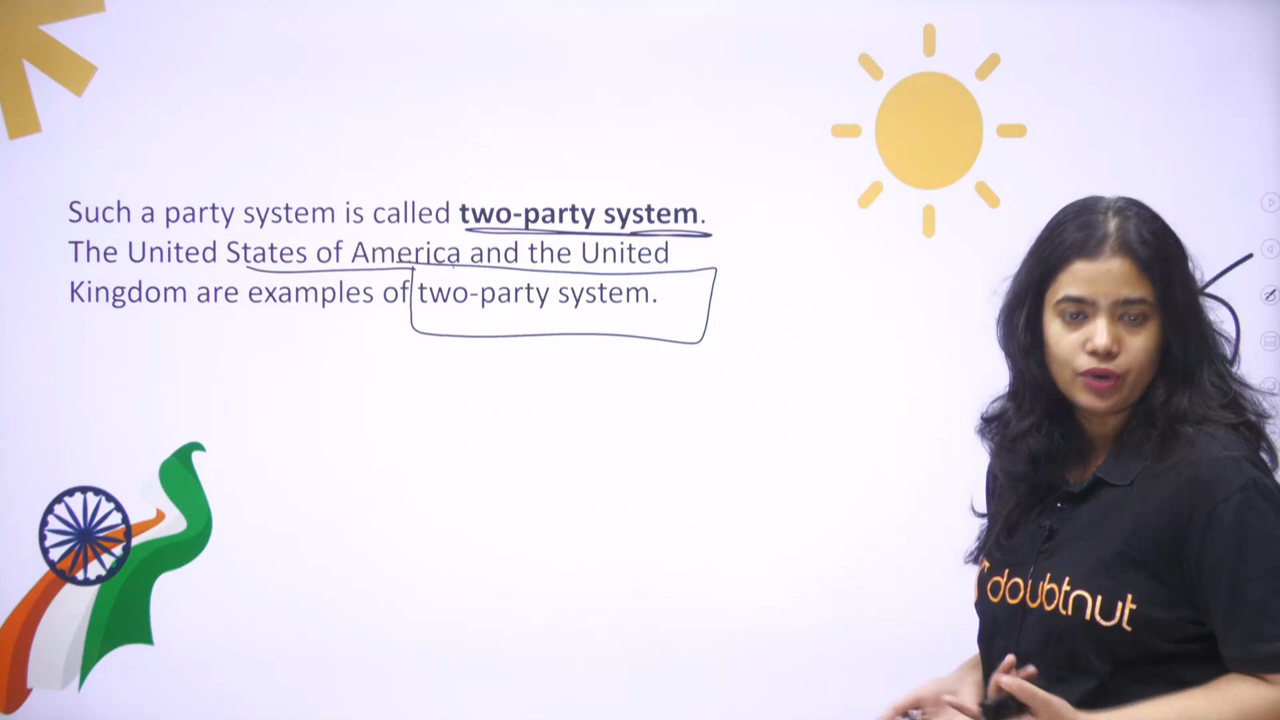 Such a party system is called two-party system.
The United States of America and the United
Kingdom are examples of two-party system.
doubtnut